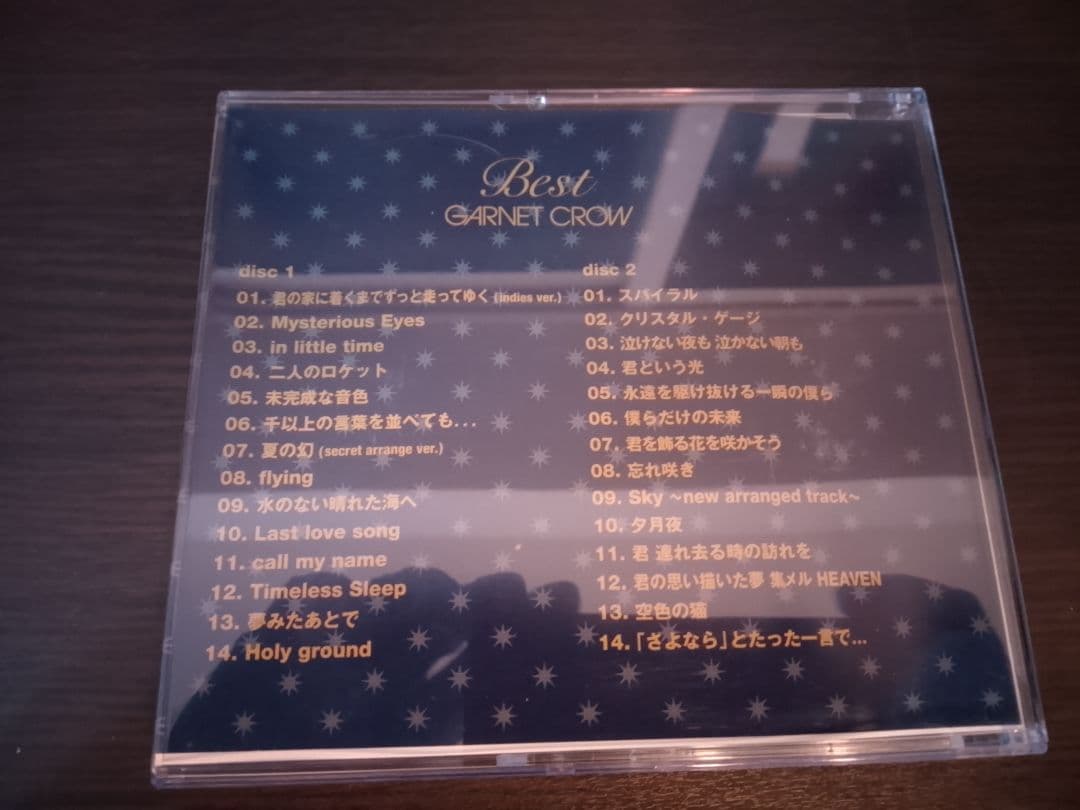 Best
GARNET CROW
disc 1
01. 君の家に着くまでずっと走ってゆく (indies ver.)
02. Mysterious Eyes
03. in little time
04. 二人のロケット
05. 未完成な音色
06. 千以上の言葉を並べても...
07. 夏の幻 (secret arrange ver.)
08. flying
09. 水のない晴れた海へ
10. Last love song
11. call my name
12. Timeless Sleep
13. 夢みたあとで
14. Holy ground
disc 2
01. スパイラル
02. クリスタル・ゲージ
03. 泣けない夜も 泣かない朝も
04. 君という光
05. 永遠を駆け抜ける一瞬の僕ら
06. 僕らだけの未来
07. 君を飾る花を咲かそう
08. 忘れ咲き
09. Sky ~new arranged track~
10. 夕月夜
11. 君 連れ去る時の訪れを
12. 君の思い描いた夢 集メル HEAVEN
13. 空色の猫
14. 「さよなら」とたった一言で...